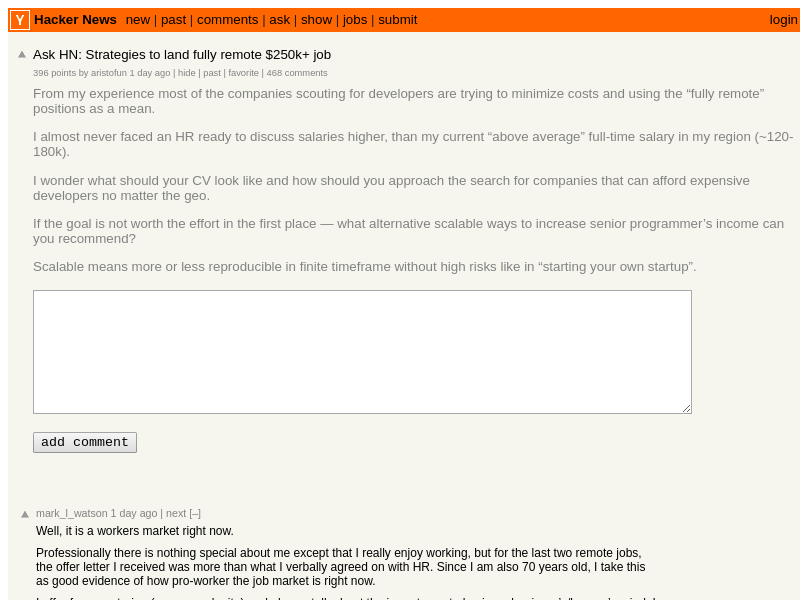 Y Hacker News new | past | comments | ask | show | jobs | submit login
Ask HN: Strategies to land fully remote $250k+ job
396 points by aristofun 1 day ago | hide | past | favorite | 468 comments
From my experience most of the companies scouting for developers are trying to minimize costs and using the “fully remote”
positions as a mean.
I almost never faced an HR ready to discuss salaries higher, than my current “above average” full-time salary in my region (~120-
180k).
I wonder what should your CV look like and how should you approach the search for companies that can afford expensive
developers no matter the geo.
If the goal is not worth the effort in the first place — what alternative scalable ways to increase senior programmer’s income can
you recommend?
Scalable means more or less reproducible in finite timeframe without high risks like in “starting your own startup”.
add comment
mark_l_watson 1 day ago | next [–]
Well, it is a workers market right now.
Professionally there is nothing special about me except that I really enjoy working, but for the last two remote jobs,
the offer letter I received was more than what I verbally agreed on with HR. Since I am also 70 years old, I take this
as good evidence of how pro-worker the job market is right now.